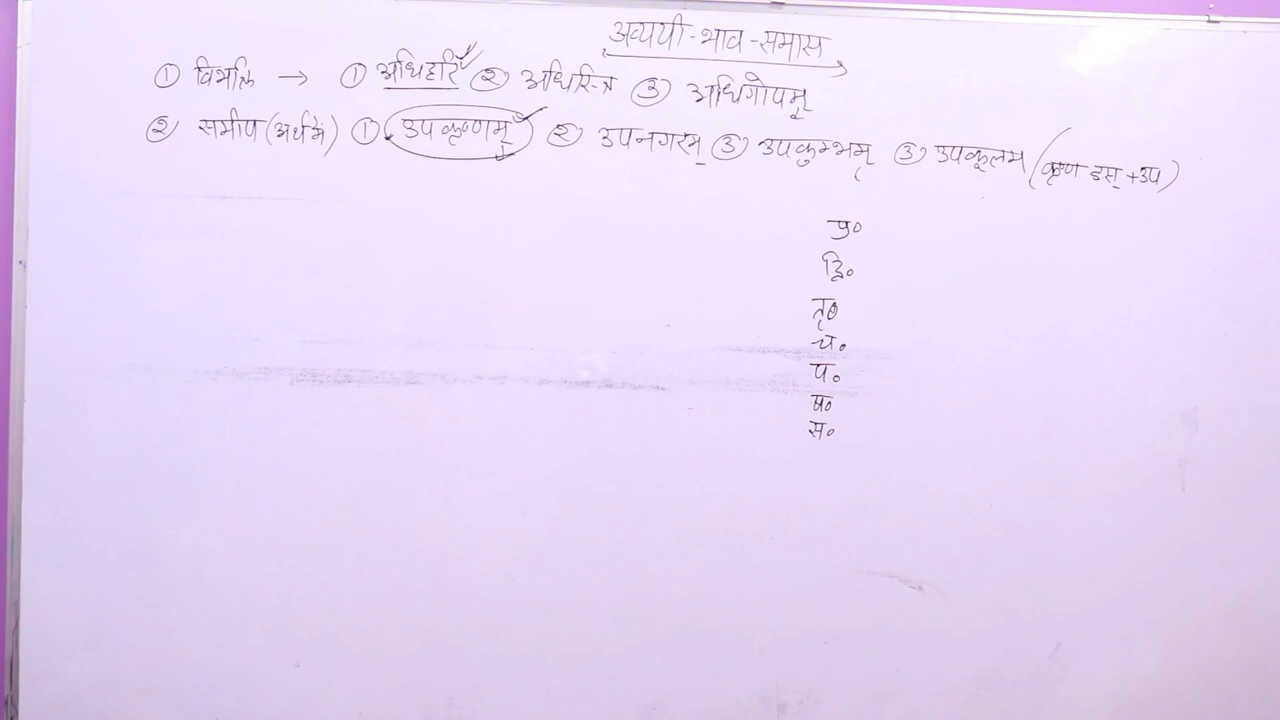 अव्ययी-भाव-समास
① विभक्ति → ① अधिहरि ② अधिस्त्रि ③ अधिगोपम्
② समीप (अर्थमें) ① उपकृष्णम् ② उपनगरम् ③ उपकुम्भम् ③ उपकूलम (कृष्ण ङस् + उप)
प्र०
द्वि०
तृ०
च०
प०
ष०
स०